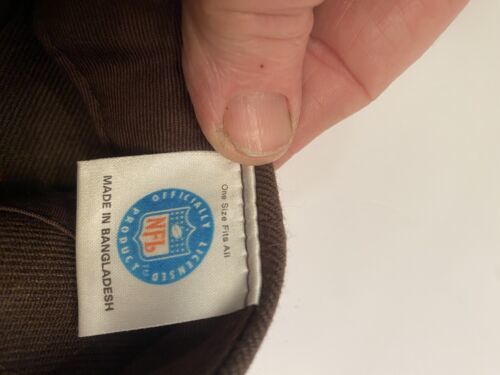 One Size Fits All
OFFICIALLY LICENSED
NFL
PRODUCT
MADE IN BANGLADESH